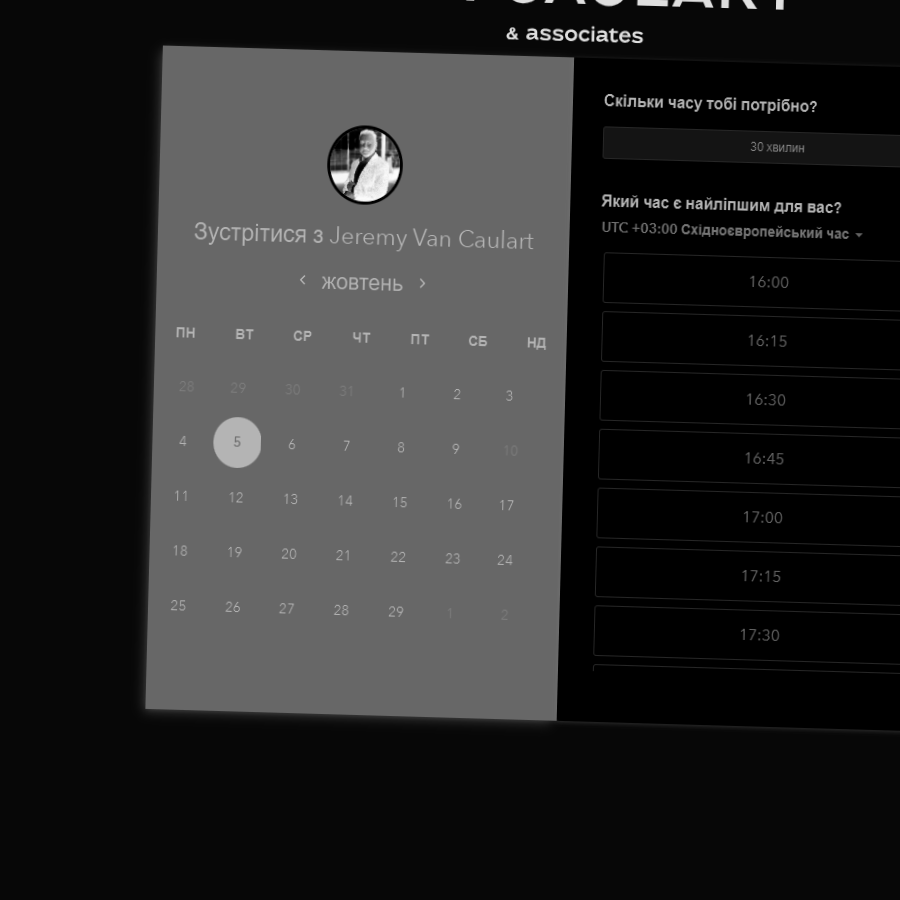 CAULART
& associates
Зустрітися з Jeremy Van Caulart
жовтень
ПН ВТ СР ЧТ ПТ СБ НД
28 29 30 31 1 2 3
4 5 6 7 8 9 10
11 12 13 14 15 16 17
18 19 20 21 22 23 24
25 26 27 28 29 1 2
Скільки часу тобі потрібно?
30 хвилин
Який час є найліпшим для вас?
UTC +03:00 Східноєвропейський час
16:00
16:15
16:30
16:45
17:00
17:15
17:30